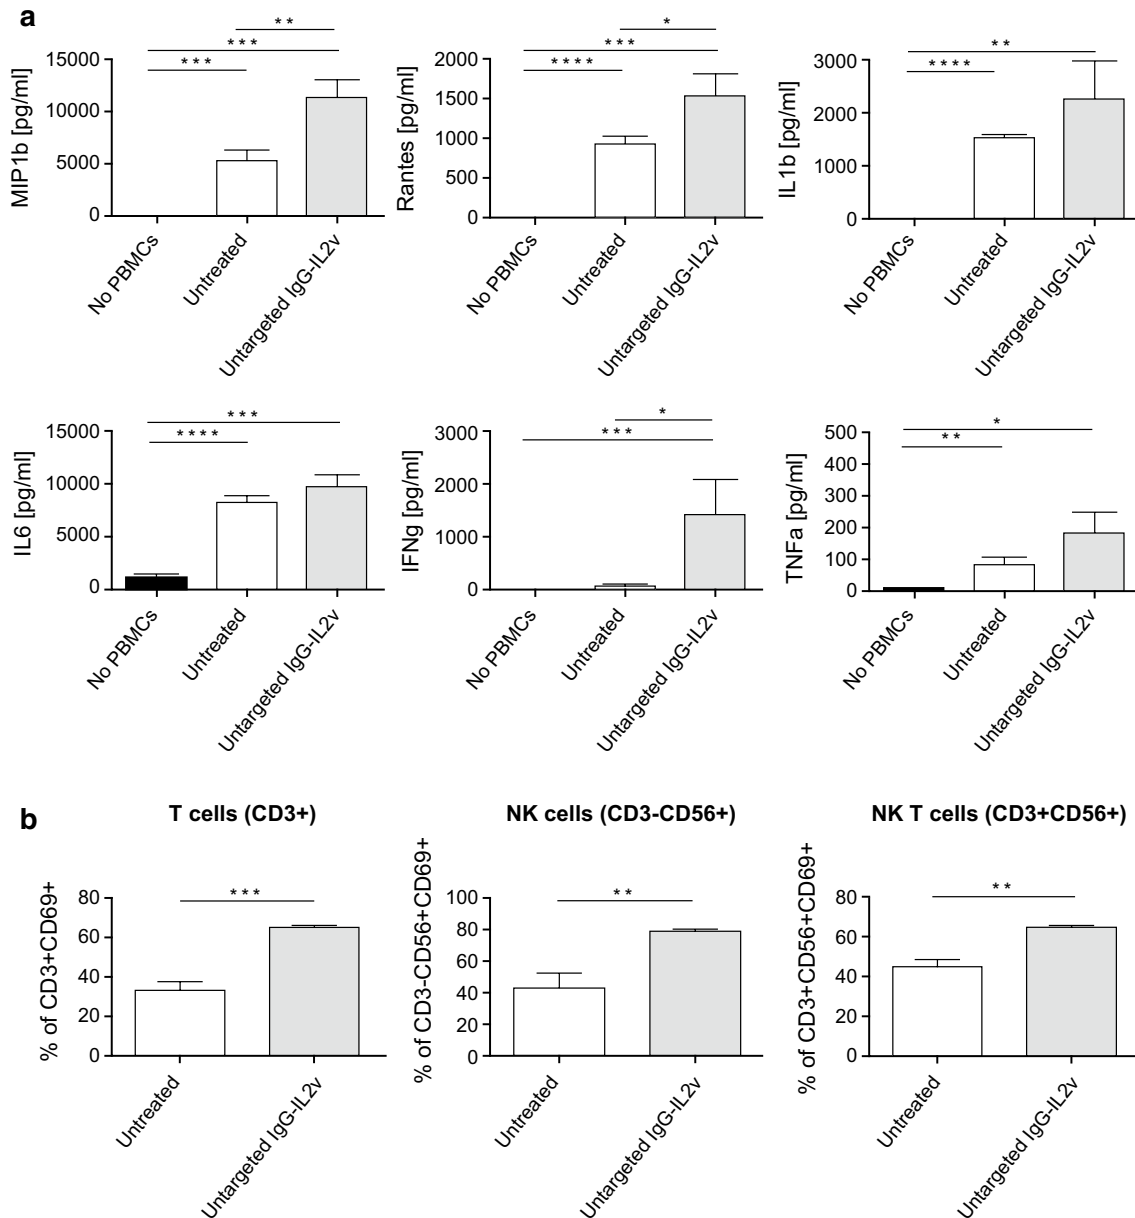 a
MIP1b [pg/ml]
15000
10000
5000
0
* *
* * *
* * *
No PBMCs
Untreated
Untargeted IgG-IL2v
Rantes [pg/ml]
2000
1500
1000
500
0
*
* * *
* * * *
No PBMCs
Untreated
Untargeted IgG-IL2v
IL1b [pg/ml]
3000
2000
1000
0
* *
* * * *
No PBMCs
Untreated
Untargeted IgG-IL2v
IL6 [pg/ml]
15000
10000
5000
0
* * *
* * * *
No PBMCs
Untreated
Untargeted IgG-IL2v
IFNg [pg/ml]
3000
2000
1000
0
*
* * *
No PBMCs
Untreated
Untargeted IgG-IL2v
TNFa [pg/ml]
500
400
300
200
100
0
*
* *
No PBMCs
Untreated
Untargeted IgG-IL2v
b
T cells (CD3+)
% of CD3+CD69+
80
60
40
20
0
* * *
Untreated
Untargeted IgG-IL2v
NK cells (CD3-CD56+)
% of CD3-CD56+CD69+
100
80
60
40
20
0
* *
Untreated
Untargeted IgG-IL2v
NK T cells (CD3+CD56+)
% of CD3+CD56+CD69+
80
60
40
20
0
* *
Untreated
Untargeted IgG-IL2v